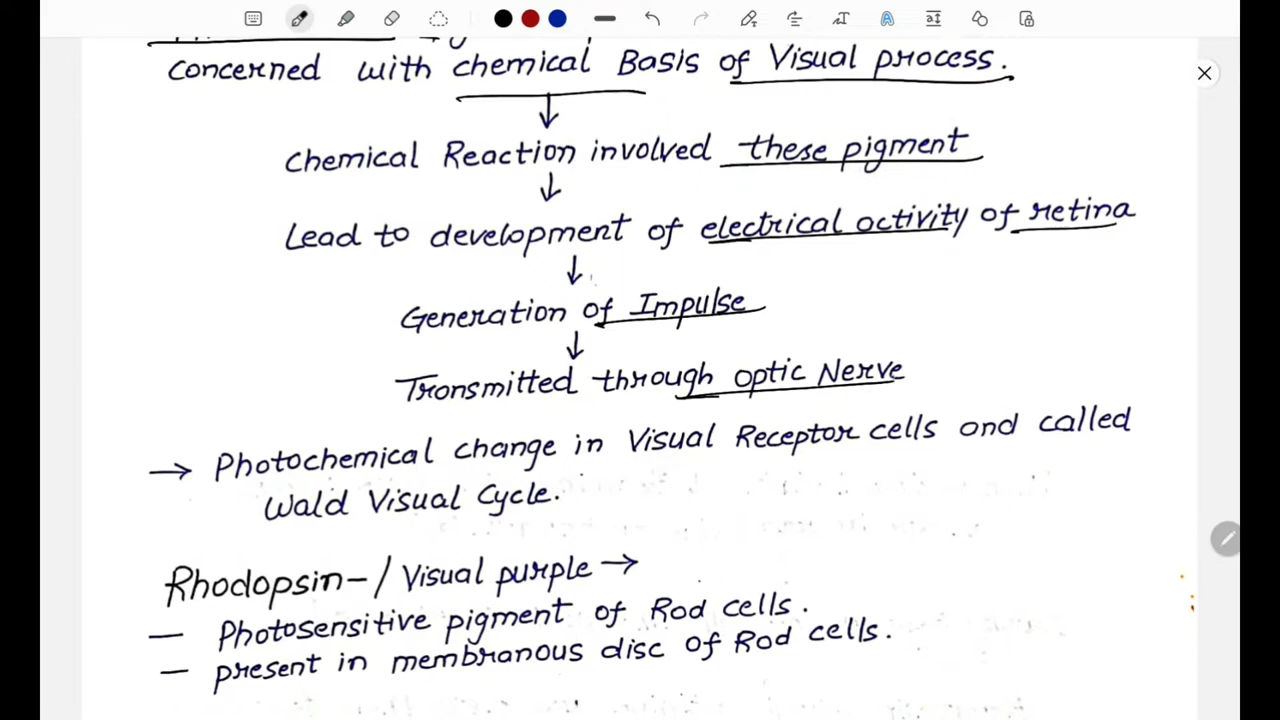 concerned with chemical Basis of Visual process.
↓
Chemical Reaction involved these pigment
↓
Lead to development of electrical activity of retina
↓
Generation of Impulse
↓
Transmitted through optic Nerve
→ Photochemical change in Visual Receptor cells and called
Wald Visual Cycle.
Rhodopsin-/Visual purple →
— Photosensitive pigment of Rod cells.
— present in membranous disc of Rod cells.